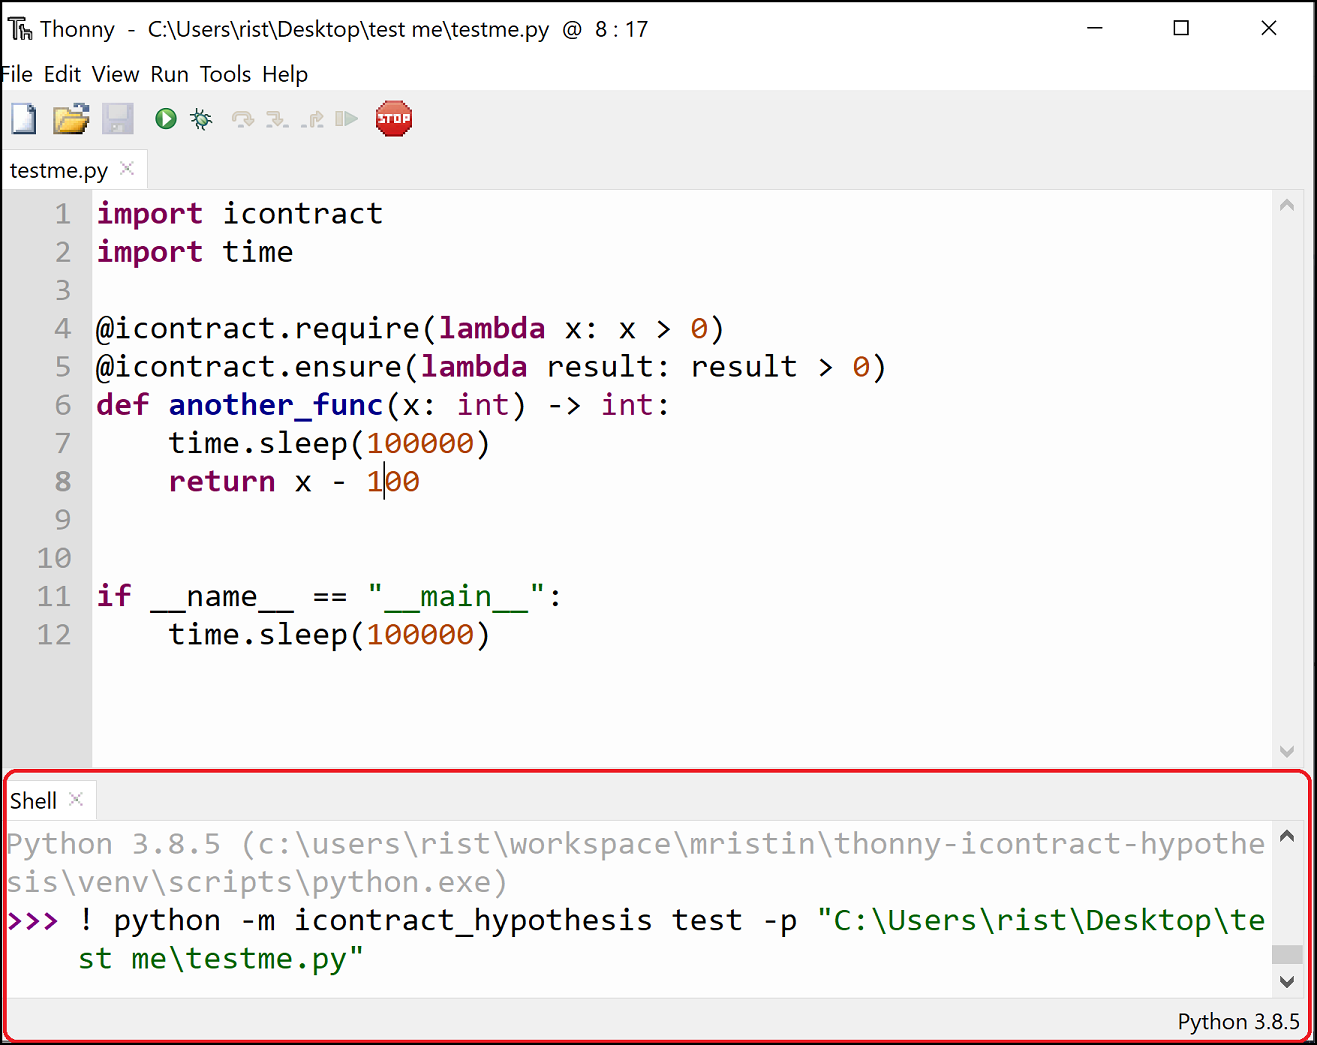 Thonny - C:\Users\rist\Desktop\test me\testme.py @ 8 : 17
File Edit View Run Tools Help
STOP
testme.py
1 import icontract
2 import time
3
4 @icontract.require(lambda x: x > 0)
5 @icontract.ensure(lambda result: result > 0)
6 def another_func(x: int) -> int:
7     time.sleep(100000)
8     return x - 100
9
10
11 if __name__ == "__main__":
12     time.sleep(100000)
Shell
Python 3.8.5 (c:\users\rist\workspace\mristin\thonny-icontract-hypothe
sis\venv\scripts\python.exe)
>>> ! python -m icontract_hypothesis test -p "C:\Users\rist\Desktop\te
st me\testme.py"
Python 3.8.5